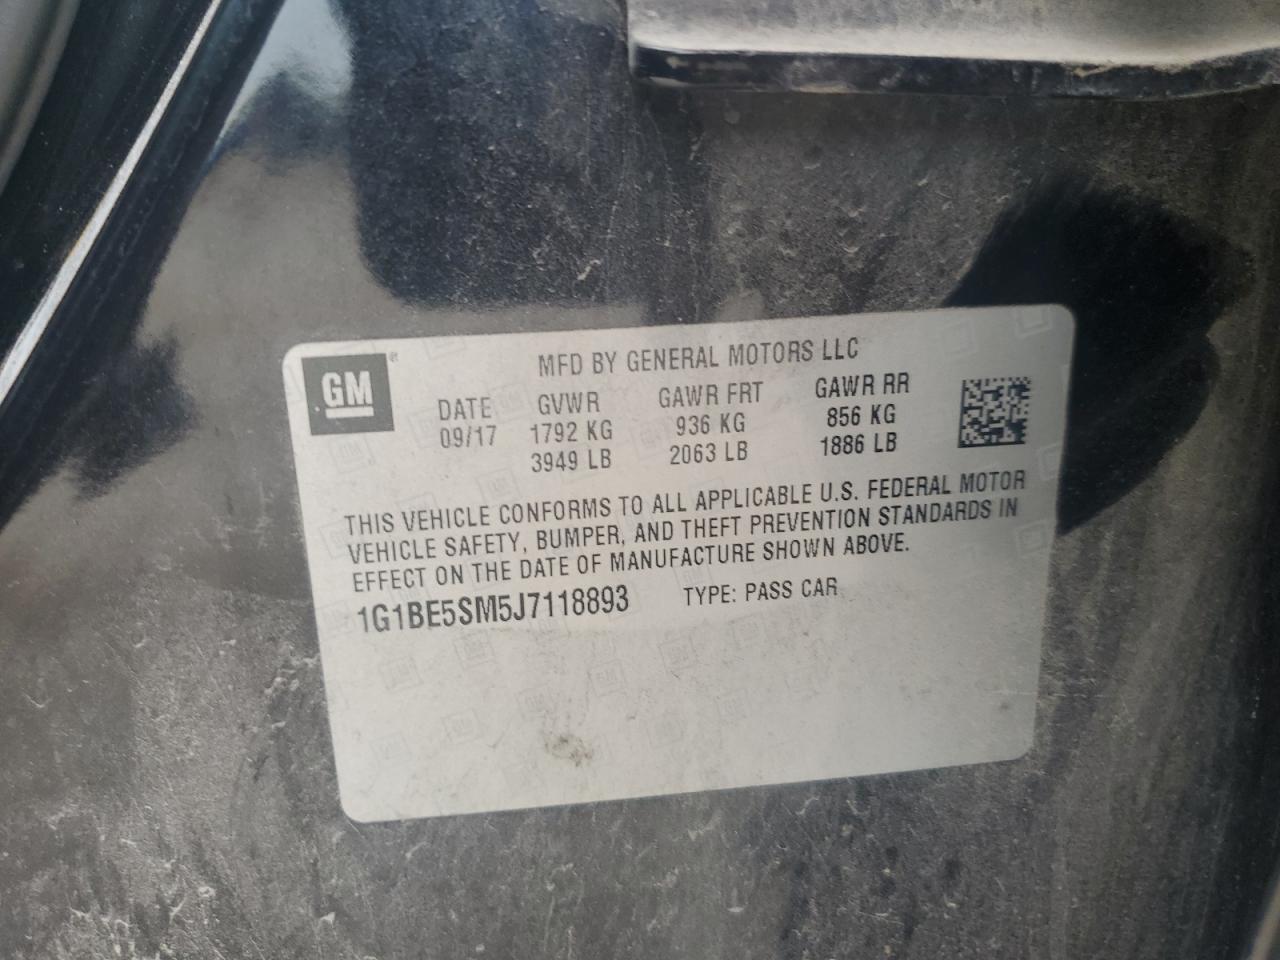 GM®
MFD BY GENERAL MOTORS LLC
DATE GVWR GAWR FRT GAWR RR
09/17 1792 KG 936 KG 856 KG
3949 LB 2063 LB 1886 LB
THIS VEHICLE CONFORMS TO ALL APPLICABLE U.S. FEDERAL MOTOR
VEHICLE SAFETY, BUMPER, AND THEFT PREVENTION STANDARDS IN
EFFECT ON THE DATE OF MANUFACTURE SHOWN ABOVE.
1G1BE5SM5J7118893 TYPE: PASS CAR